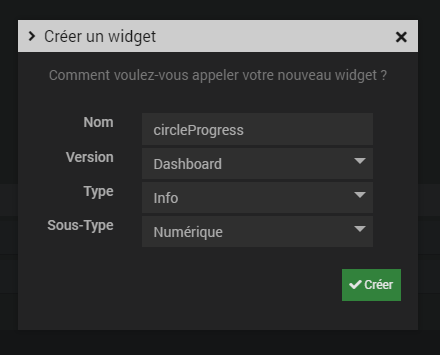 Créer un widget
Comment voulez-vous appeler votre nouveau widget ?
Nom circleProgress
Version Dashboard
Type Info
Sous-Type Numérique
Créer